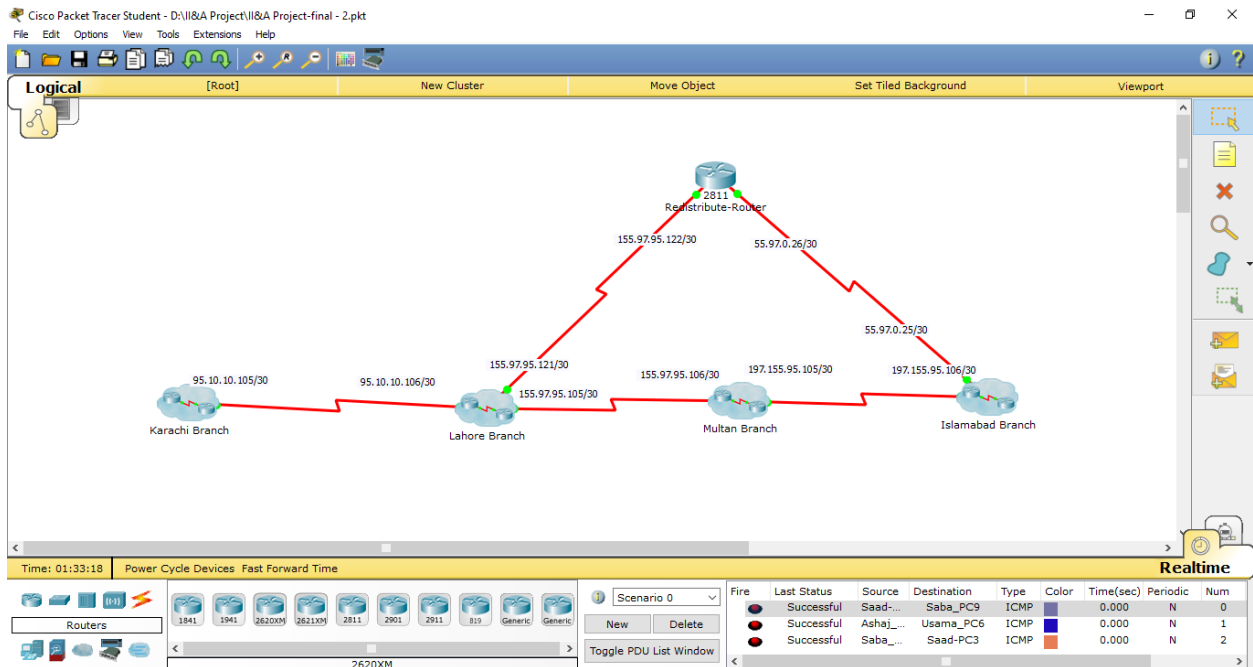 Cisco Packet Tracer Student - D:\II&A Project\II&A Project-final - 2.pkt
File Edit Options View Tools Extensions Help
Logical [Root] New Cluster Move Object Set Tiled Background Viewport
2811
Redistribute-Router
155.97.95.122/30 55.97.0.26/30
55.97.0.25/30
155.97.95.121/30
95.10.10.105/30 95.10.10.106/30 155.97.95.105/30 155.97.95.106/30 197.155.95.105/30 197.155.95.106/30
Karachi Branch Lahore Branch Multan Branch Islamabad Branch
Time: 01:33:18 Power Cycle Devices Fast Forward Time Realtime
Routers
1841 1941 2620XM 2621XM 2811 2901 2911 819 Generic Generic
2620XM
Scenario 0
New Delete
Toggle PDU List Window
Fire Last Status Source Destination Type Color Time(sec) Periodic Num
Successful Saad-... Saba_PC9 ICMP 0.000 N 0
Successful Ashaj_... Usama_PC6 ICMP 0.000 N 1
Successful Saba_... Saad-PC3 ICMP 0.000 N 2